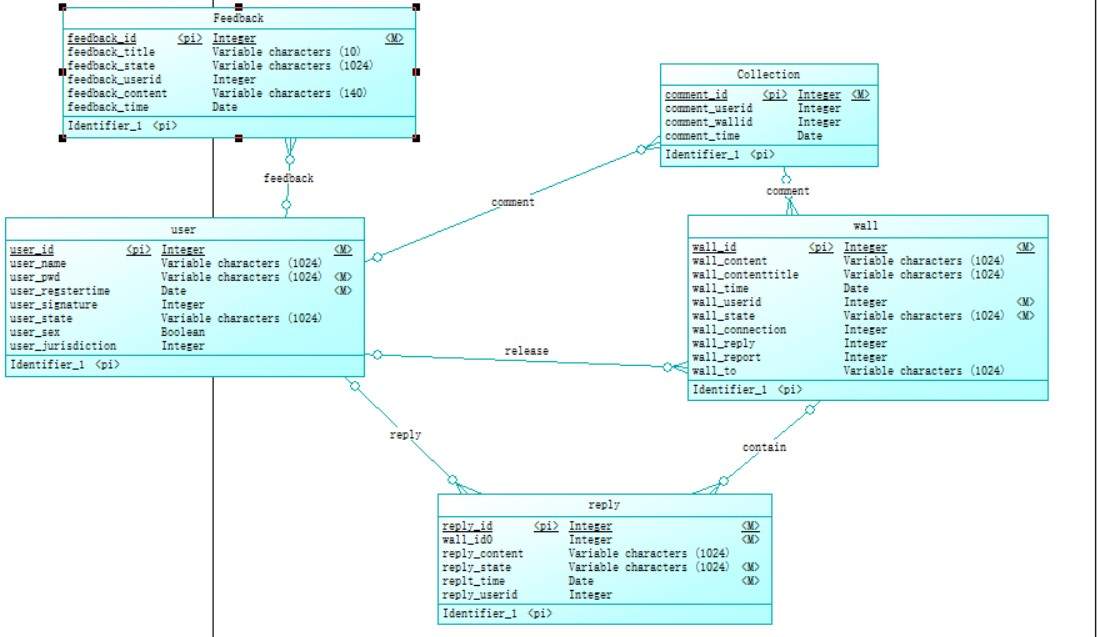 Feedback
feedback_id <pi> Integer <M>
feedback_title Variable characters (10)
feedback_state Variable characters (1024)
feedback_userid Integer
feedback_content Variable characters (140)
feedback_time Date
Identifier_1 <pi>
Collection
comment_id <pi> Integer <M>
comment_userid Integer
comment_wallid Integer
comment_time Date
Identifier_1 <pi>
feedback
comment
comment
user
user_id <pi> Integer <M>
user_name Variable characters (1024)
user_pwd Variable characters (1024) <M>
user_regstertime Date <M>
user_signature Integer
user_state Variable characters (1024)
user_sex Boolean
user_jurisdiction Integer
Identifier_1 <pi>
wall
wall_id <pi> Integer <M>
wall_content Variable characters (1024)
wall_contenttitle Variable characters (1024)
wall_time Date
wall_userid Integer <M>
wall_state Variable characters (1024) <M>
wall_connection Integer
wall_reply Integer
wall_report Integer
wall_to Variable characters (1024)
Identifier_1 <pi>
release
reply
contain
reply
reply_id <pi> Integer <M>
wall_id0 Integer <M>
reply_content Variable characters (1024)
reply_state Variable characters (1024) <M>
replt_time Date <M>
reply_userid Integer
Identifier_1 <pi>